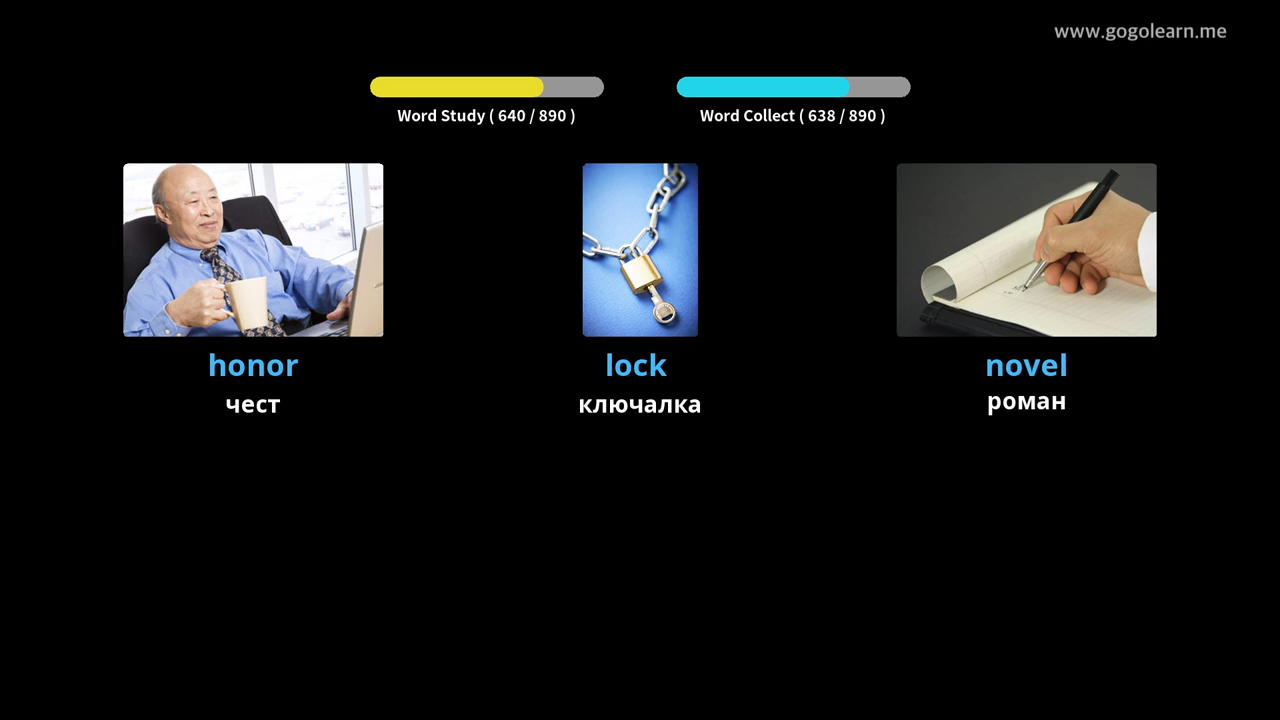 www.gogolearn.me
Word Study ( 640 / 890 )
Word Collect ( 638 / 890 )
honor
чест
lock
ключалка
novel
роман